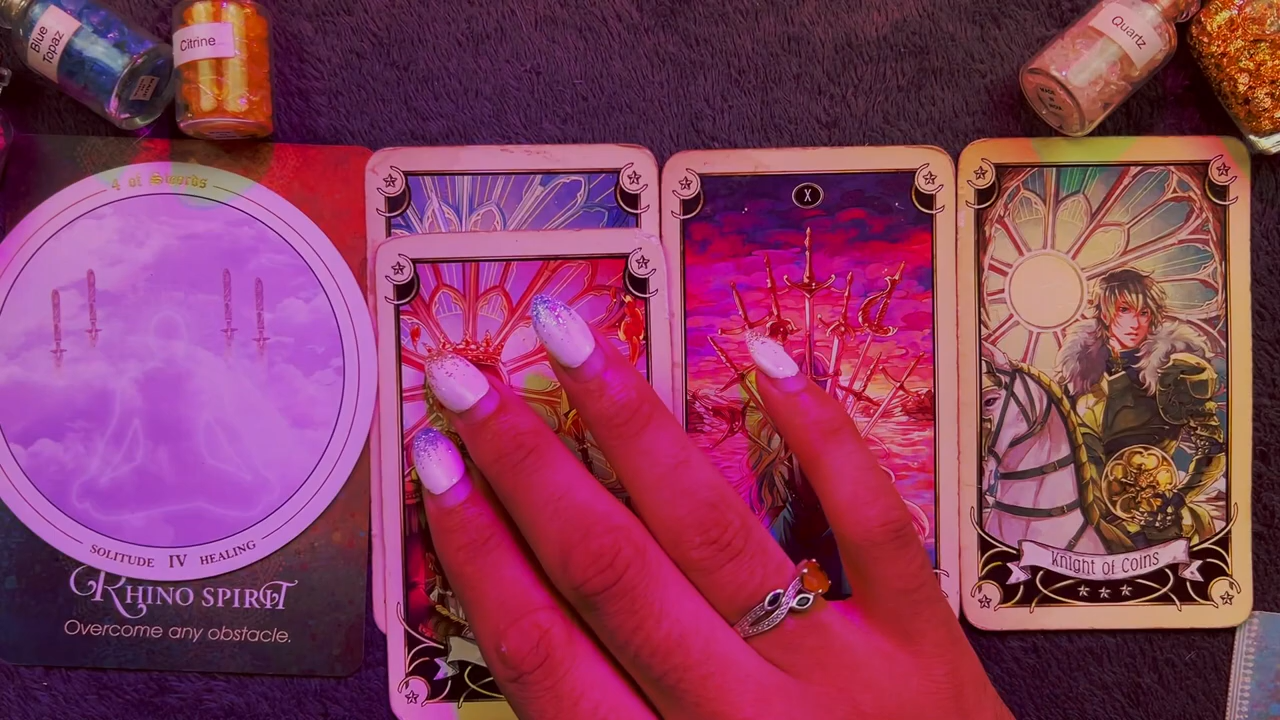 Blue
Topaz
Citrine
Quartz
4 of Swords
X
SOLITUDE IV HEALING
RHINO SPIRIT
Overcome any obstacle.
Knight of Coins